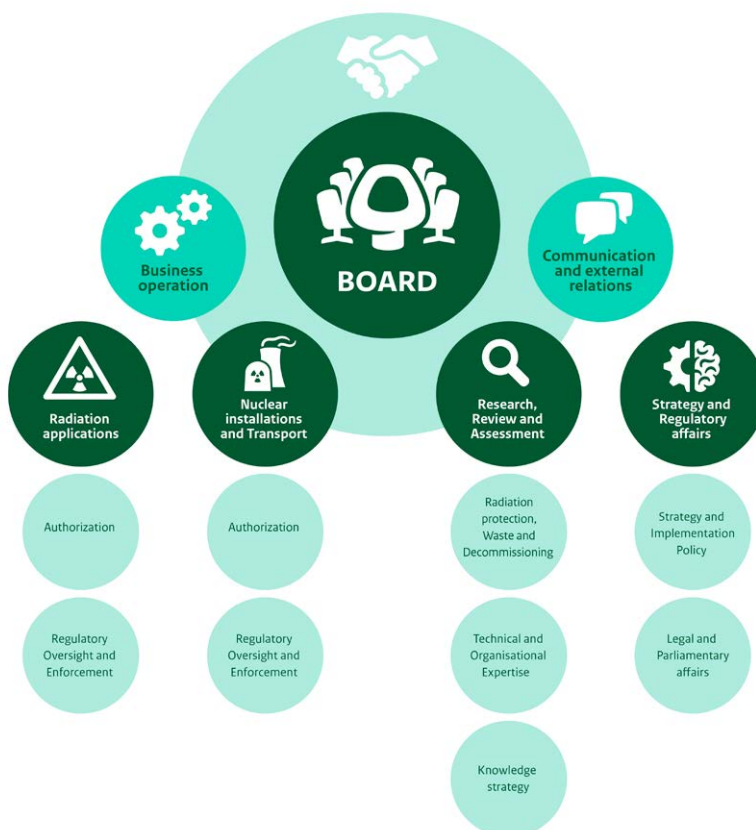 BOARD
Business
operation
Communication
and external
relations
Radiation
applications
Nuclear
installations
and Transport
Research,
Review and
Assessment
Strategy and
Regulatory
affairs
Authorization
Authorization
Radiation
protection,
Waste and
Decommissioning
Strategy and
Implementation
Policy
Regulatory
Oversight and
Enforcement
Regulatory
Oversight and
Enforcement
Technical and
Organisational
Expertise
Legal and
Parliamentary
affairs
Knowledge
strategy